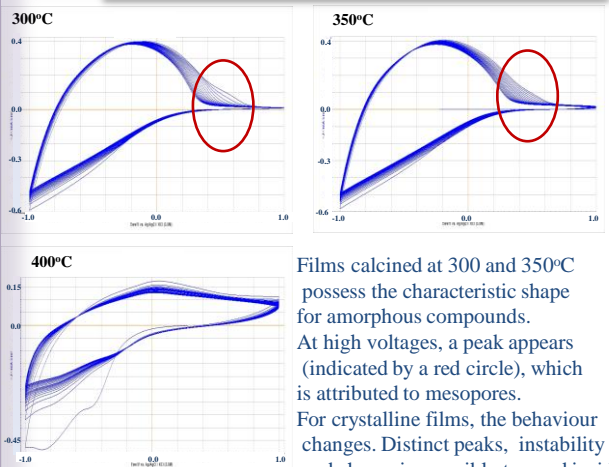 300°C
350°C
0.4
0.0
-0.3
-0.6
-1.0
0.0
1.0
0.4
0.0
-0.3
-0.6
-1.0
0.0
1.0
400°C
0.15
0.0
-0.45
-1.0
0.0
1.0
Films calcined at 300 and 350°C
possess the characteristic shape
for amorphous compounds.
At high voltages, a peak appears
(indicated by a red circle), which
is attributed to mesopores.
For crystalline films, the behaviour
changes. Distinct peaks, instability